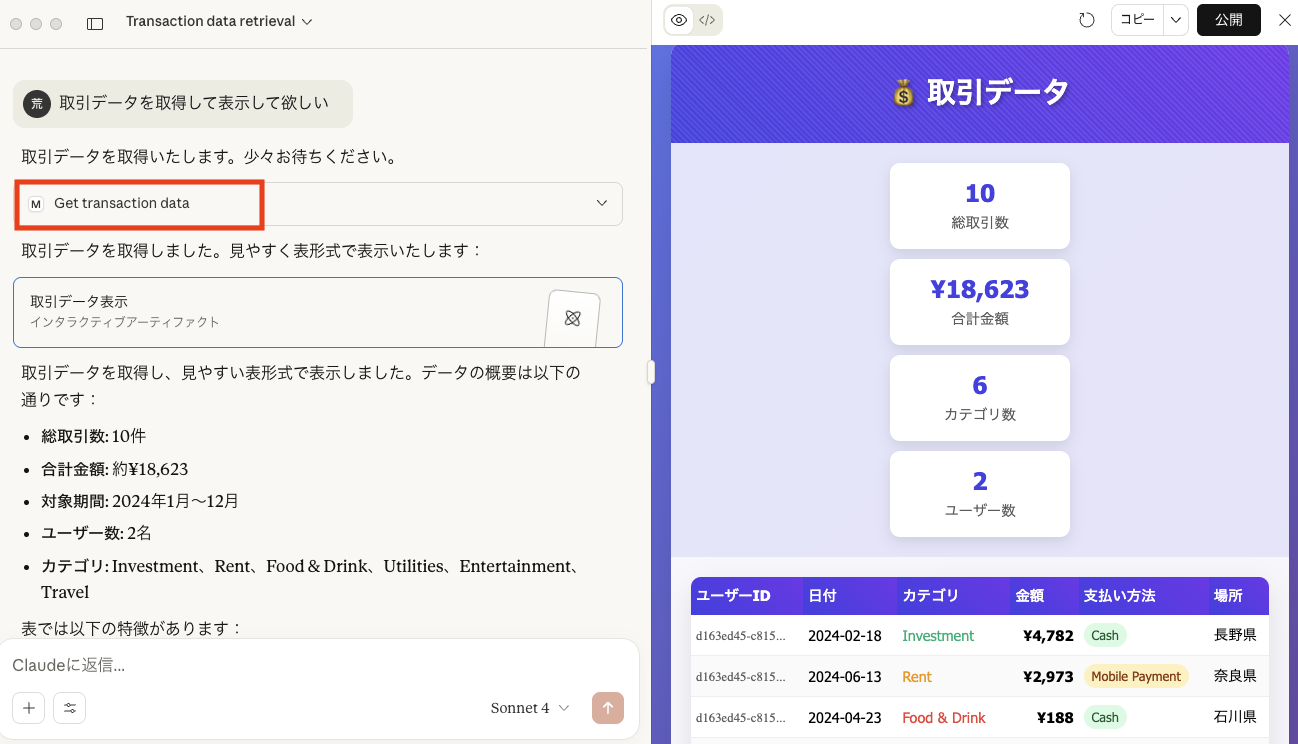 Transaction data retrieval
荒
取引データを取得して表示して欲しい
取引データを取得いたします。少々お待ちください。
M
Get transaction data
取引データを取得しました。見やすく表形式で表示いたします：
取引データ表示
インタラクティブアーティファクト
取引データを取得し、見やすい表形式で表示しました。データの概要は以下の
通りです：
• 総取引数: 10件
• 合計金額: 約¥18,623
• 対象期間: 2024年1月〜12月
• ユーザー数: 2名
• カテゴリ: Investment、Rent、Food & Drink、Utilities、Entertainment、
Travel
表では以下の特徴があります：
Claudeに返信...
Sonnet 4
</>
コピー
公開
💰 取引データ
10
総取引数
¥18,623
合計金額
6
カテゴリ数
2
ユーザー数
ユーザーID 日付 カテゴリ 金額 支払い方法 場所
d163ed45-c815... 2024-02-18 Investment ¥4,782 Cash 長野県
d163ed45-c815... 2024-06-13 Rent ¥2,973 Mobile Payment 奈良県
d163ed45-c815... 2024-04-23 Food & Drink ¥188 Cash 石川県